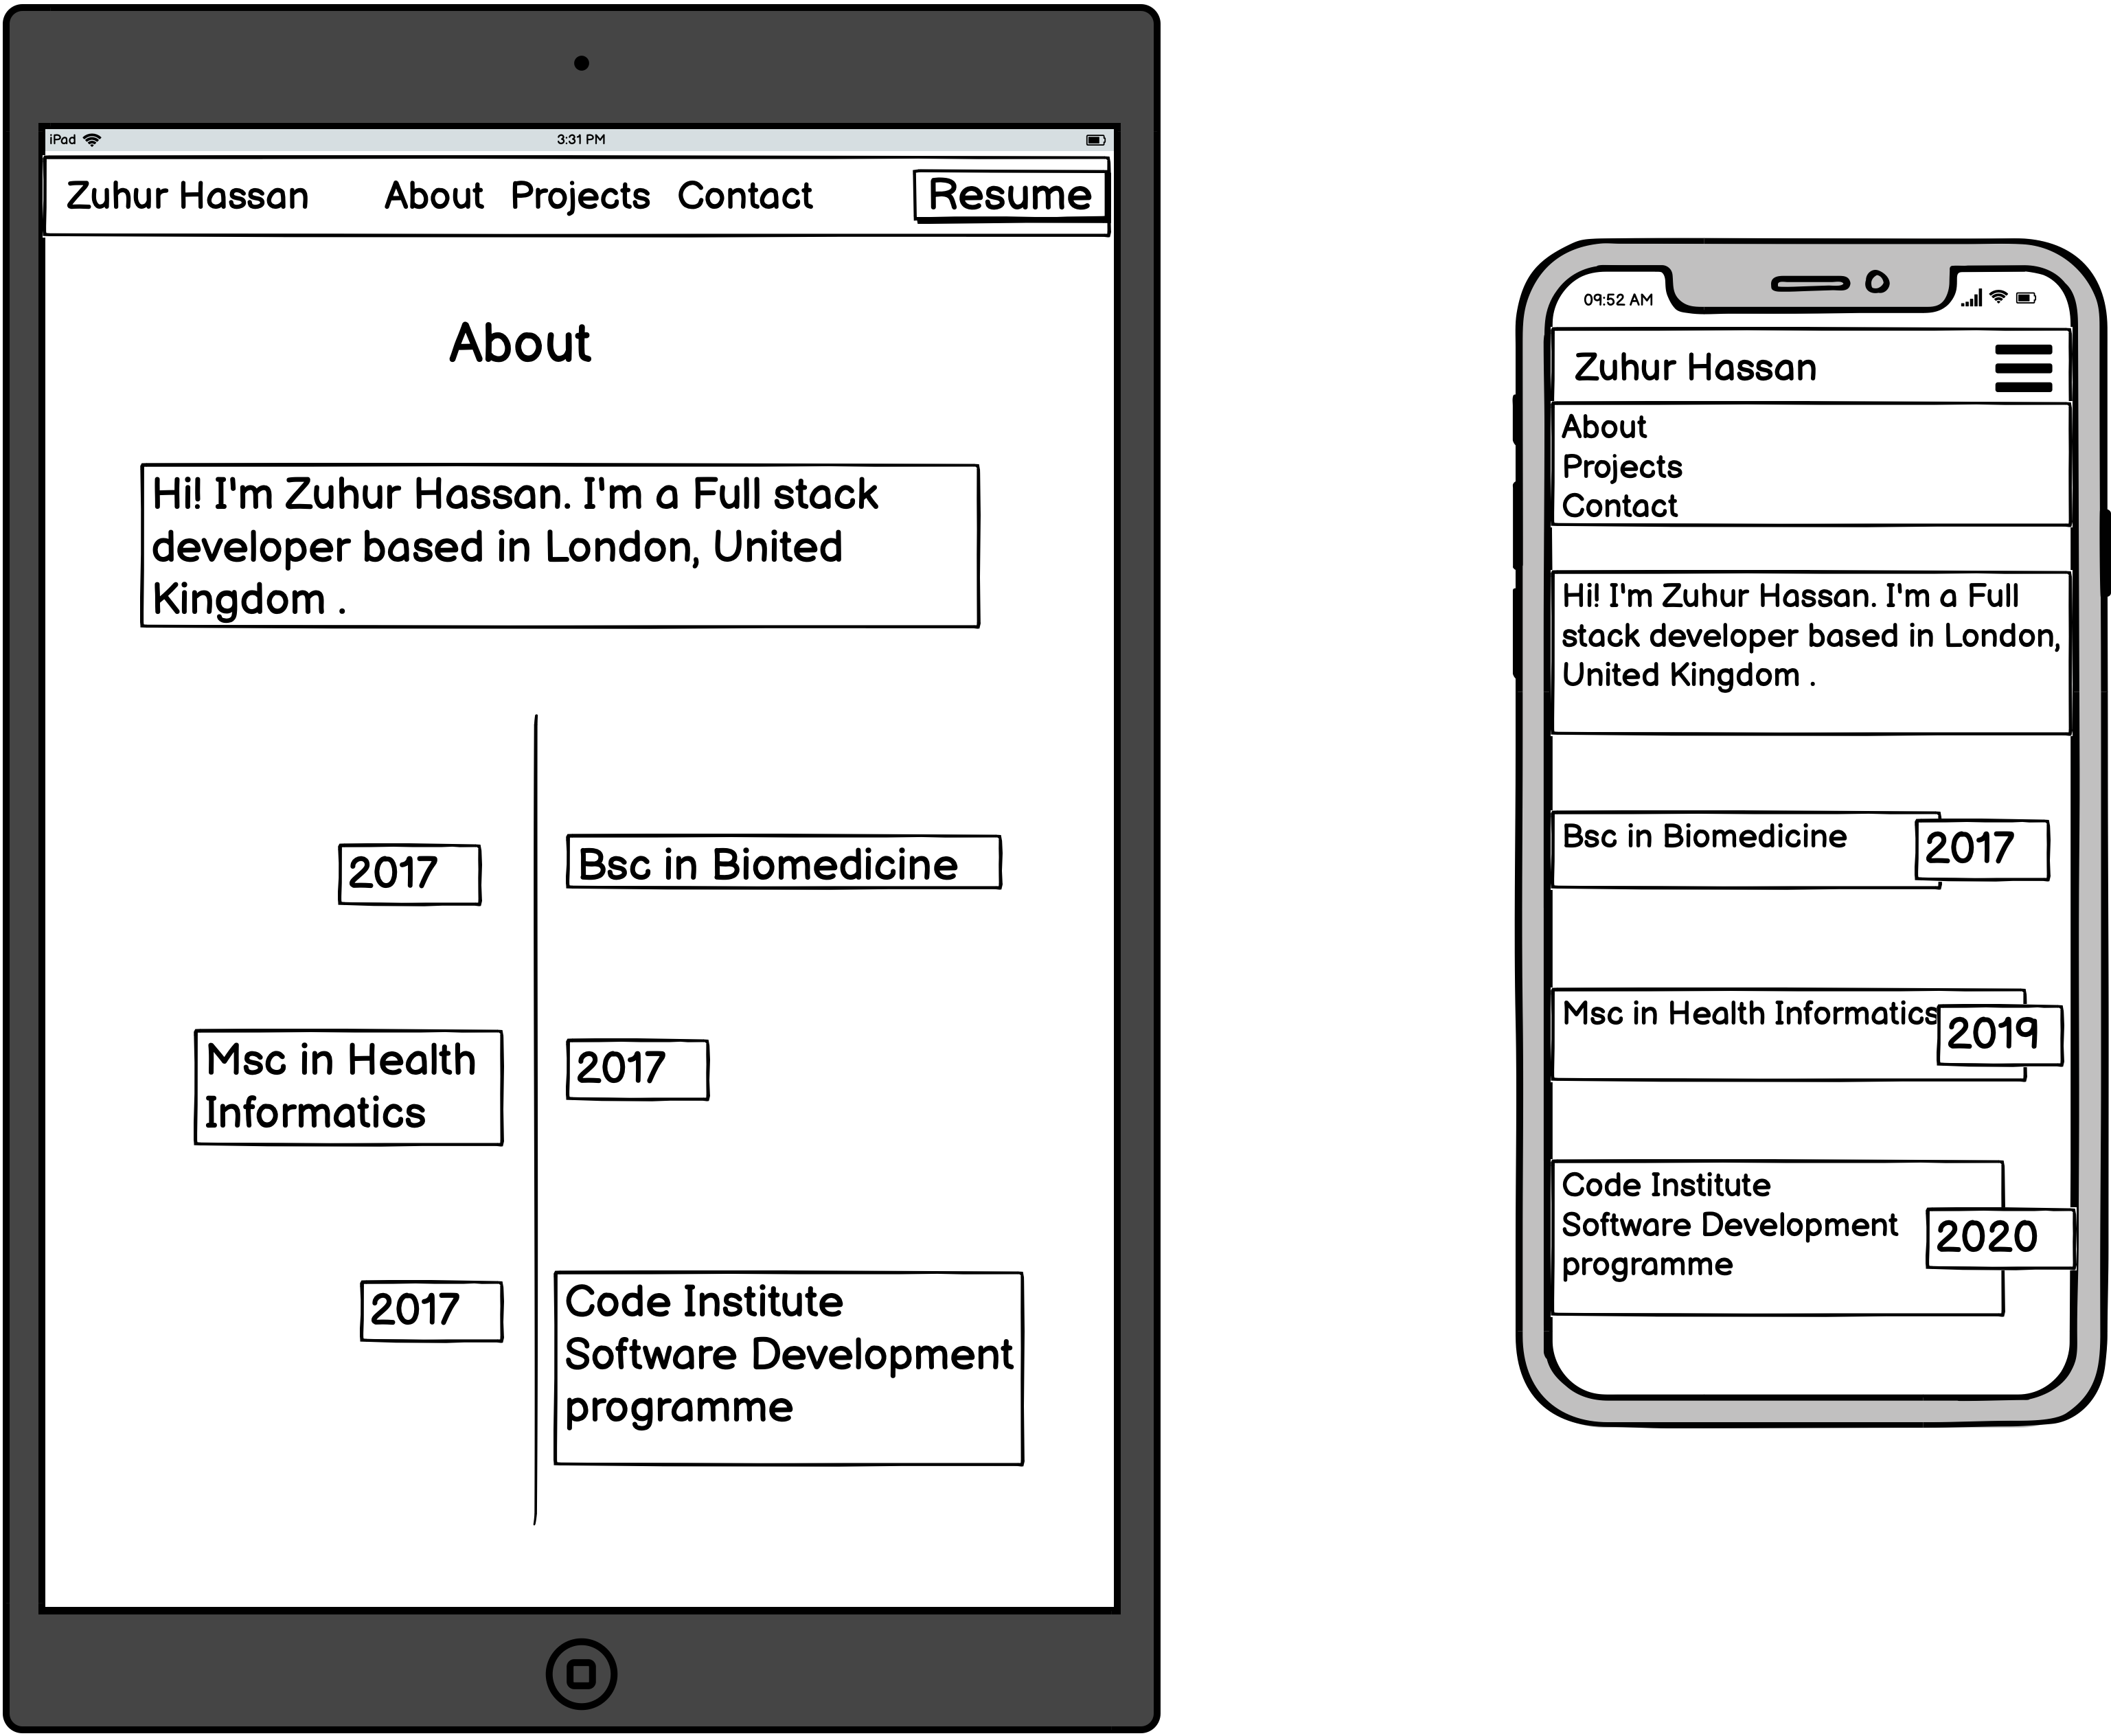 iPad 3:31 PM
Zuhur Hassan About Projects Contact Resume
About
Hi! I'm Zuhur Hassan. I'm a Full stack
developer based in London, United
Kingdom .
2017 Bsc in Biomedicine
Msc in Health
Informatics
2017
2017
Code Institute
Software Development
programme
09:52 AM
Zuhur Hassan
About
Projects
Contact
Hi! I'm Zuhur Hassan. I'm a Full
stack developer based in London,
United Kingdom .
Bsc in Biomedicine 2017
Msc in Health Informatics 2019
Code Institute
Software Development
programme
2020